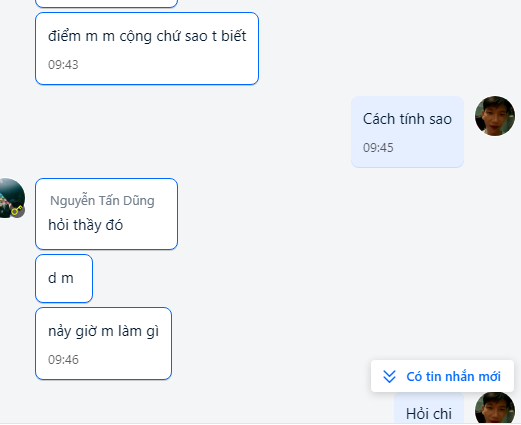 điểm m m cộng chứ sao t biết
09:43
Cách tính sao
09:45
Nguyễn Tấn Dũng
hỏi thầy đó
d m
nảy giờ m làm gì
09:46
Có tin nhắn mới
Hỏi chi